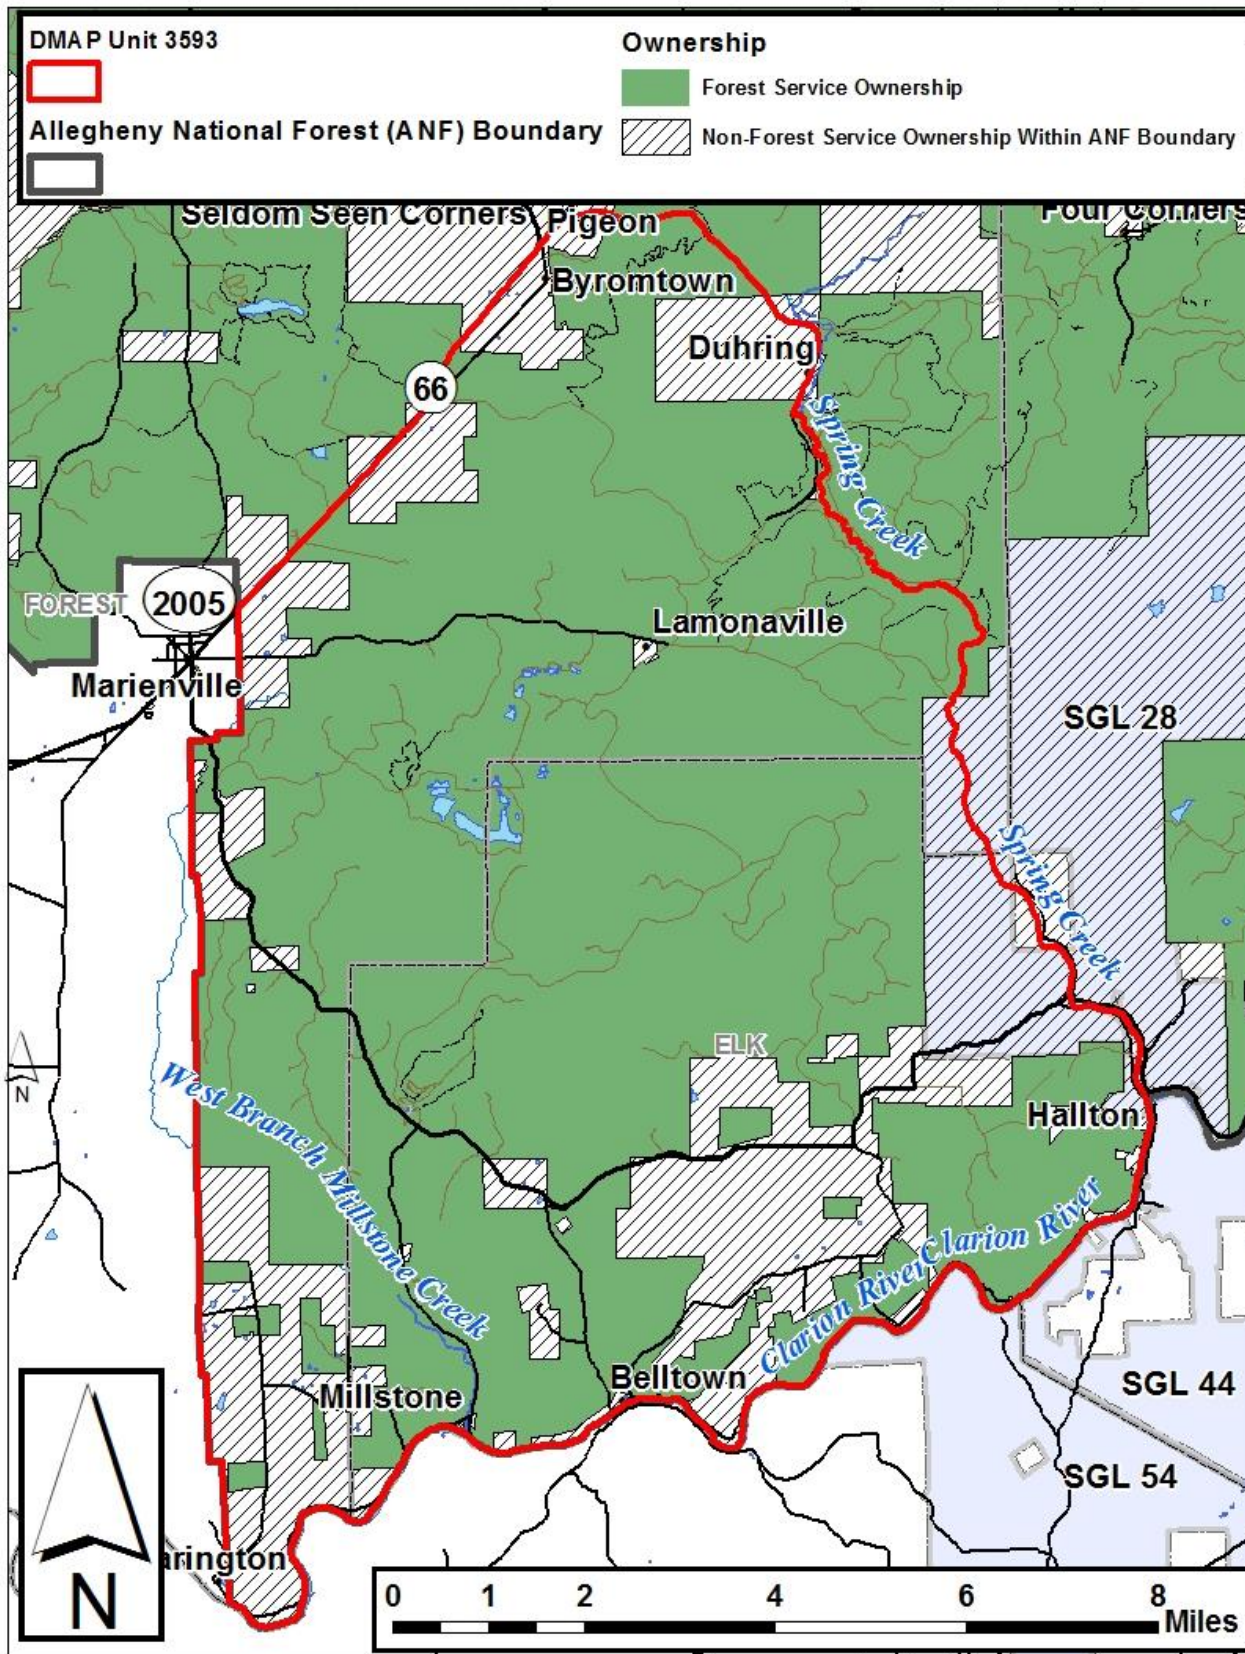 DMAP Unit 3593
Ownership
Forest Service Ownership
Allegheny National Forest (ANF) Boundary
Non-Forest Service Ownership Within ANF Boundary
Seldom Seen Corners
Pigeon
Four Corners
Byromtown
Duhring
66
Spring Creek
FOREST
2005
Lamonaville
Marienville
SGL 28
Spring Creek
ELK
N
West Branch Millstone Creek
Hallton
Clarion River
Clarion River
Belltown
Millstone
SGL 44
SGL 54
arington
N
0 1 2 4 6 8
Miles